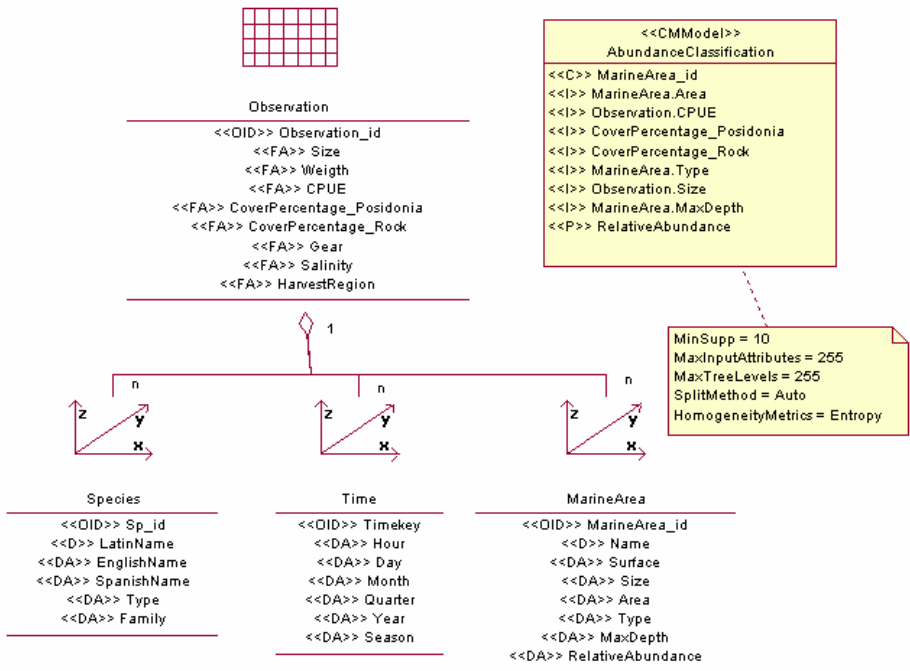 Observation
<<OID>> Observation_id
<<FA>> Size
<<FA>> Weigth
<<FA>> CPUE
<<FA>> CoverPercentage_Posidonia
<<FA>> CoverPercentage_Rock
<<FA>> Gear
<<FA>> Salinity
<<FA>> HarvestRegion
<<CMModel>>
AbundanceClassification
<<C>> MarineArea_id
<<I>> MarineArea.Area
<<I>> Observation.CPUE
<<I>> CoverPercentage_Posidonia
<<I>> CoverPercentage_Rock
<<I>> MarineArea.Type
<<I>> Observation.Size
<<I>> MarineArea.MaxDepth
<<P>> RelativeAbundance
MinSupp = 10
MaxInputAttributes = 255
MaxTreeLevels = 255
SplitMethod = Auto
HomogeneityMetrics = Entropy
1
n
n
n
z
y
x
z
y
x
z
y
x
Species
<<OID>> Sp_id
<<D>> LatinName
<<DA>> EnglishName
<<DA>> SpanishName
<<DA>> Type
<<DA>> Family
Time
<<OID>> Timekey
<<DA>> Hour
<<DA>> Day
<<DA>> Month
<<DA>> Quarter
<<DA>> Year
<<DA>> Season
MarineArea
<<OID>> MarineArea_id
<<D>> Name
<<DA>> Surface
<<DA>> Size
<<DA>> Area
<<DA>> Type
<<DA>> MaxDepth
<<DA>> RelativeAbundance